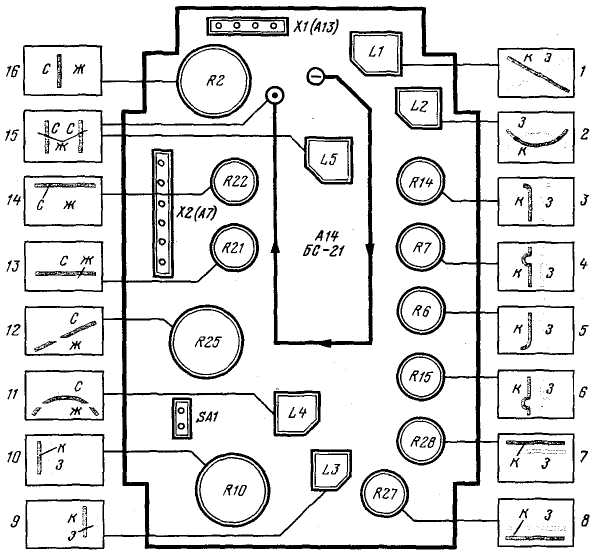 X1(A13)
16
С Ж
R2
L1
К З
1
15
С С
Ж
L2
З
К
2
L5
14
С Ж
R22
X2(A7)
R14
К З
3
13
С Ж
R21
А14
БС-21
R7
К З
4
12
С
Ж
R25
R6
К З
5
11
С
Ж
SA1
L4
R15
К З
6
10
К
З
R10
L3
R28
К З
7
9
К
З
R27
К З
8